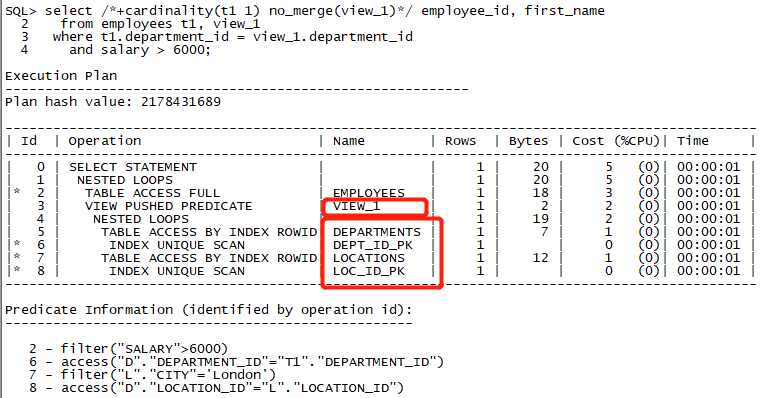 SQL> select /*+cardinality(t1 1) no_merge(view_1)*/ employee_id, first_name
  2    from employees t1, view_1
  3   where t1.department_id = view_1.department_id
  4     and salary > 6000;
Execution Plan
----------------------------------------------------------
Plan hash value: 2178431689
-----------------------------------------------------------------------------------------------
| Id  | Operation                      | Name        | Rows  | Bytes | Cost (%CPU)| Time     |
-----------------------------------------------------------------------------------------------
|   0 | SELECT STATEMENT               |             |     1 |    20 |     5   (0)| 00:00:01 |
|   1 |  NESTED LOOPS                  |             |     1 |    20 |     5   (0)| 00:00:01 |
|*  2 |   TABLE ACCESS FULL            | EMPLOYEES   |     1 |    18 |     3   (0)| 00:00:01 |
|   3 |   VIEW PUSHED PREDICATE        | VIEW_1      |     1 |     2 |     2   (0)| 00:00:01 |
|   4 |    NESTED LOOPS                |             |     1 |    19 |     2   (0)| 00:00:01 |
|   5 |     TABLE ACCESS BY INDEX ROWID| DEPARTMENTS |     1 |     7 |     1   (0)| 00:00:01 |
|*  6 |      INDEX UNIQUE SCAN         | DEPT_ID_PK  |     1 |       |     0   (0)| 00:00:01 |
|*  7 |     TABLE ACCESS BY INDEX ROWID| LOCATIONS   |     1 |    12 |     1   (0)| 00:00:01 |
|*  8 |      INDEX UNIQUE SCAN         | LOC_ID_PK   |     1 |       |     0   (0)| 00:00:01 |
-----------------------------------------------------------------------------------------------
Predicate Information (identified by operation id):
---------------------------------------------------
   2 - filter("SALARY">6000)
   6 - access("D"."DEPARTMENT_ID"="T1"."DEPARTMENT_ID")
   7 - filter("L"."CITY"='London')
   8 - access("D"."LOCATION_ID"="L"."LOCATION_ID")